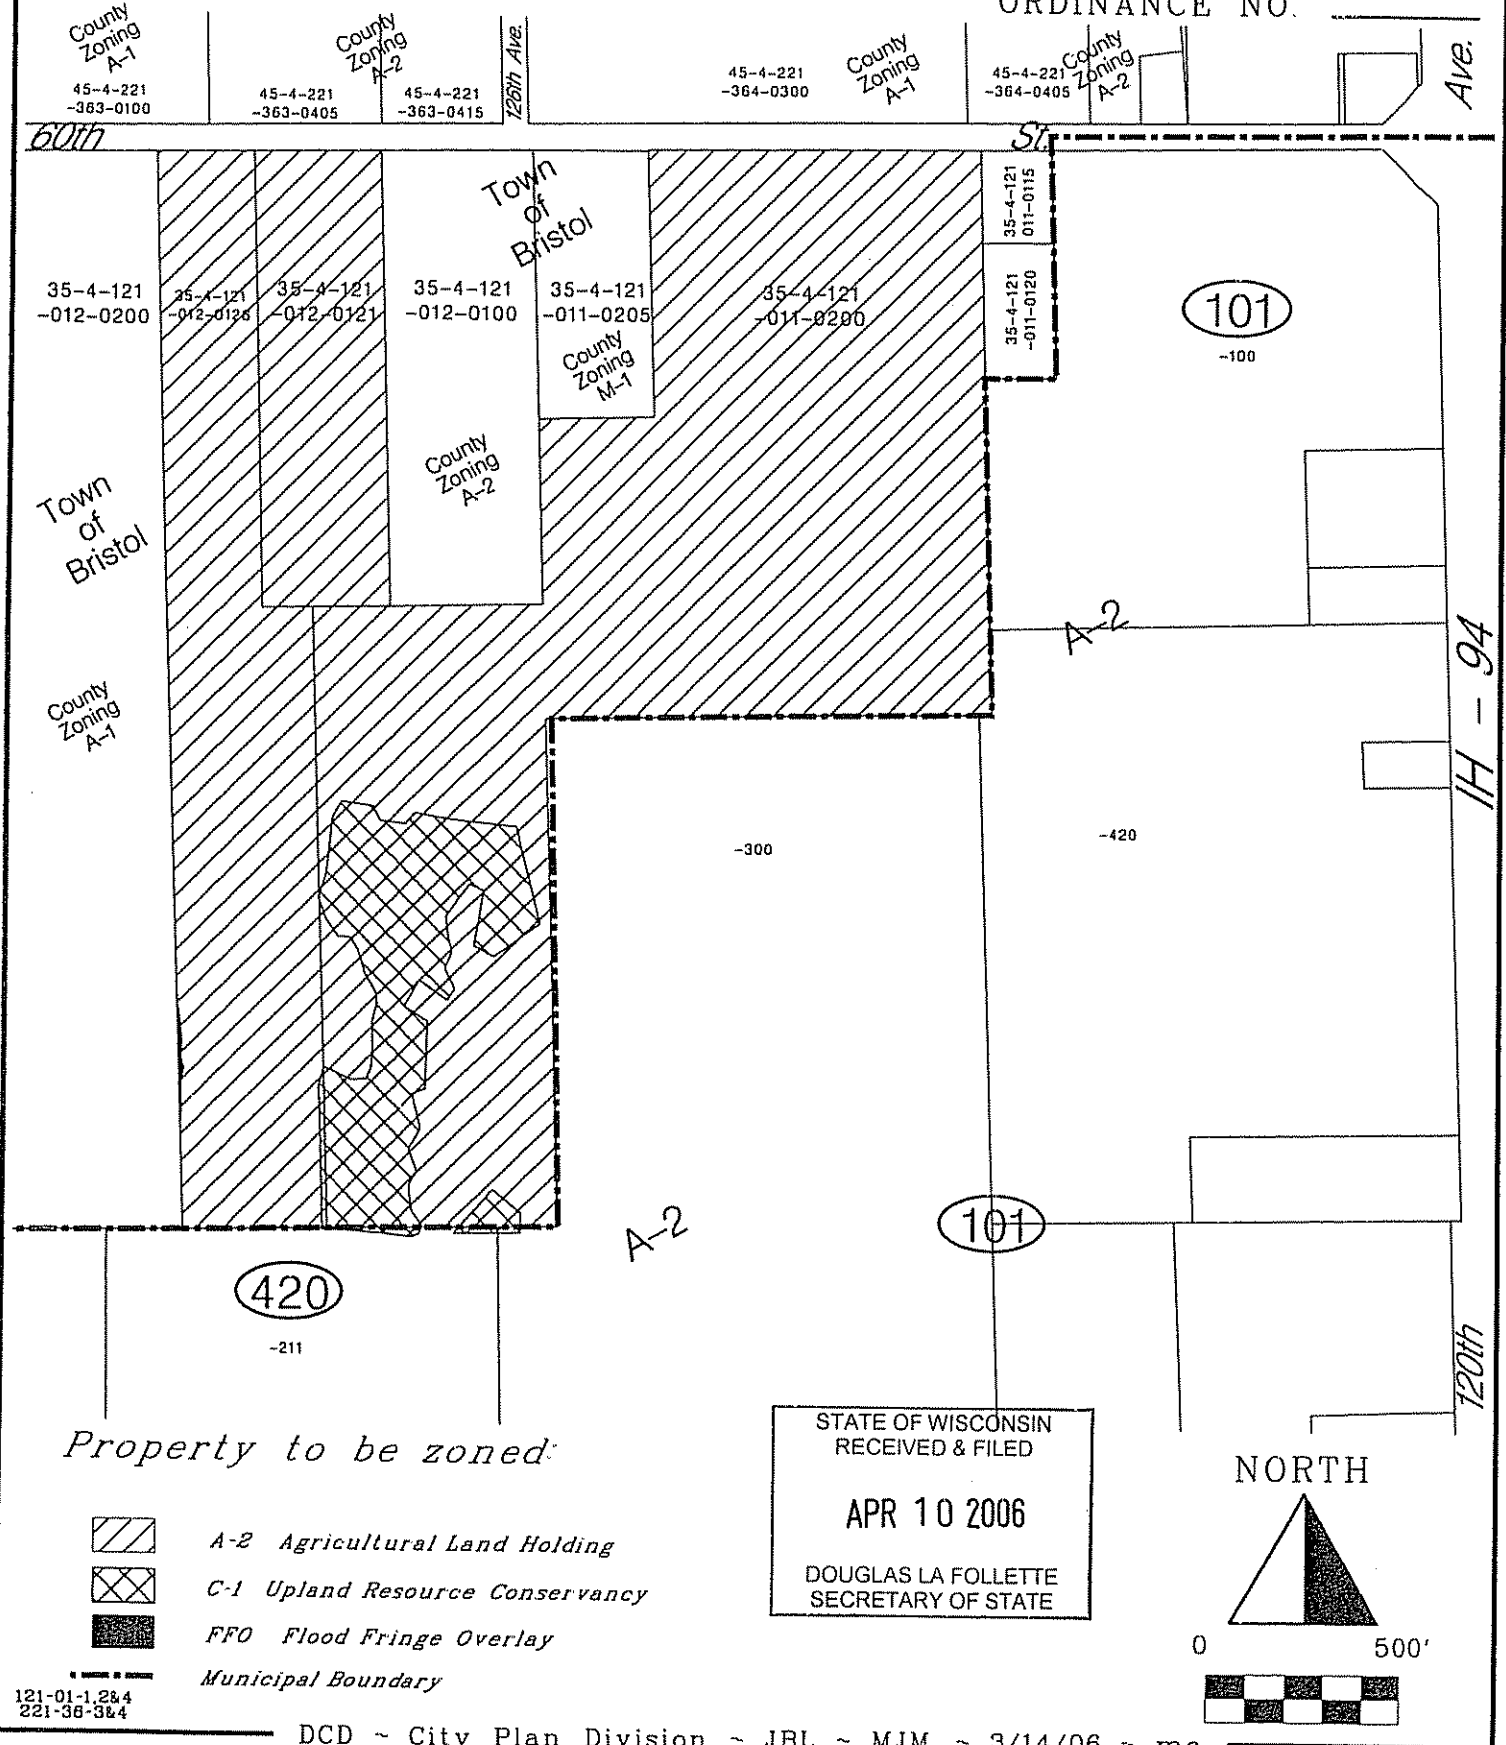 ORDINANCE NO.
County
Zoning
A-1
45-4-221
-363-0100
County
Zoning
A-2
45-4-221
-363-0405
45-4-221
-363-0415
126th Ave.
45-4-221
-364-0300
County
Zoning
A-1
45-4-221
-364-0405
County
Zoning
A-2
Ave.
60th
St.
Town
of
Bristol
35-4-121
011-0115
35-4-121
-012-0200
35-4-121
-012-0126
35-4-121
-012-0121
35-4-121
-012-0100
35-4-121
-011-0205
35-4-121
-011-0200
35-4-121
-011-0120
101
-100
County
Zoning
M-1
County
Zoning
A-2
Town
of
Bristol
A-2
County
Zoning
A-1
IH - 94
-300
-420
A-2
101
420
-211
120th
Property to be zoned:
STATE OF WISCONSIN
RECEIVED & FILED
APR 10 2006
DOUGLAS LA FOLLETTE
SECRETARY OF STATE
NORTH
0 500'
A-2 Agricultural Land Holding
C-1 Upland Resource Conservancy
FFO Flood Fringe Overlay
Municipal Boundary
121-01-1,2&4
221-36-3&4
DCD ~ City Plan Division ~ JBL ~ MJM ~ 3/14/06 ~ mc